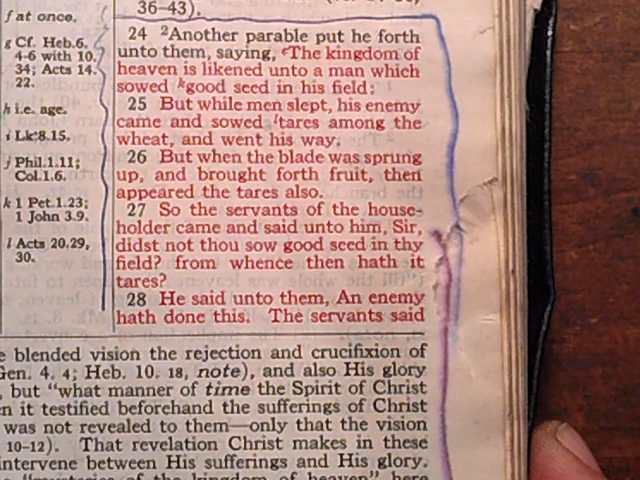 36-43).
f at once.
g Cf. Heb.6.
4-6 with 10.
34; Acts 14.
22.
h i.e. age.
i Lk.8.15.
j Phil.1.11;
Col.1.6.
k 1 Pet.1.23;
1 John 3.9.
l Acts 20.29,
30.
24 ²Another parable put he forth
unto them, saying, eThe kingdom of
heaven is likened unto a man which
sowed kgood seed in his field:
25 But while men slept, his enemy
came and sowed ltares among the
wheat, and went his way.
26 But when the blade was sprung
up, and brought forth fruit, then
appeared the tares also.
27 So the servants of the house-
holder came and said unto him, Sir,
didst not thou sow good seed in thy
field? from whence then hath it
tares?
28 He said unto them, An enemy
hath done this. The servants said
e blended vision the rejection and crucifixion of
Gen. 4. 4; Heb. 10. 18, note), and also His glory
, but "what manner of time the Spirit of Christ
n it testified beforehand the sufferings of Christ
was not revealed to them—only that the vision
10-12). That revelation Christ makes in these
intervene between His sufferings and His glory.
"mysteries of the kingdom of heaven" here